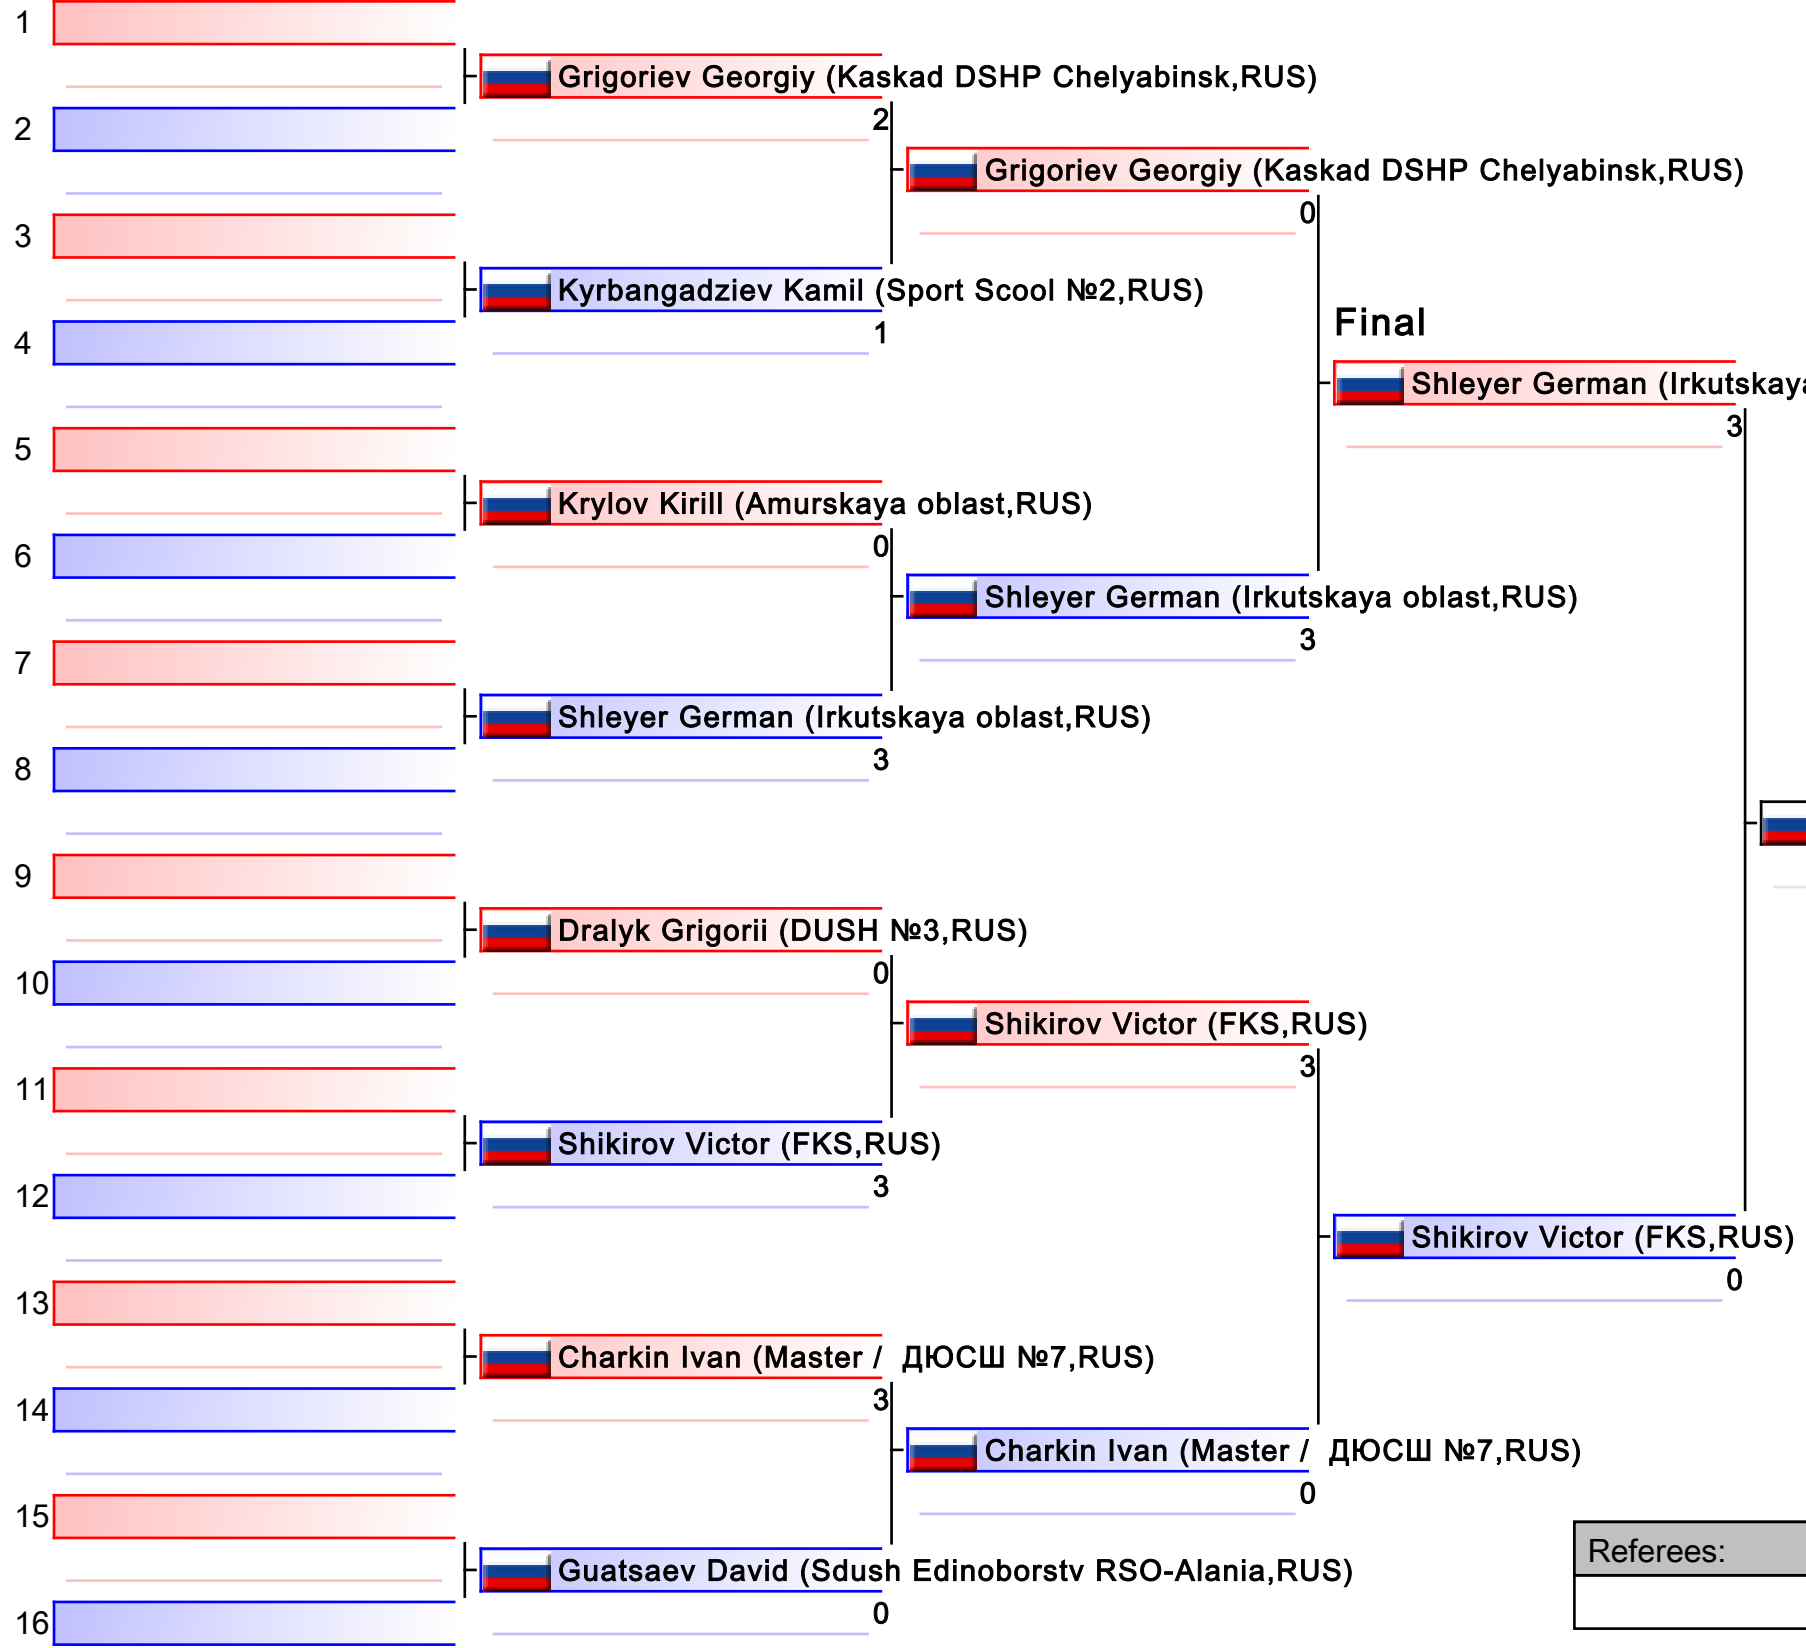 1
Grigoriev Georgiy (Kaskad DSHP Chelyabinsk,RUS)
2
2
Grigoriev Georgiy (Kaskad DSHP Chelyabinsk,RUS)
0
3
Kyrbangadziev Kamil (Sport Scool №2,RUS)
1
4
Final
Shleyer German (Irkutskaya
3
5
Krylov Kirill (Amurskaya oblast,RUS)
0
6
Shleyer German (Irkutskaya oblast,RUS)
3
7
Shleyer German (Irkutskaya oblast,RUS)
3
8
9
Dralyk Grigorii (DUSH №3,RUS)
0
10
Shikirov Victor (FKS,RUS)
3
11
Shikirov Victor (FKS,RUS)
3
12
Shikirov Victor (FKS,RUS)
0
13
Charkin Ivan (Master / ДЮСШ №7,RUS)
3
14
Charkin Ivan (Master / ДЮСШ №7,RUS)
0
15
Referees:
Guatsaev David (Sdush Edinoborstv RSO-Alania,RUS)
0
16